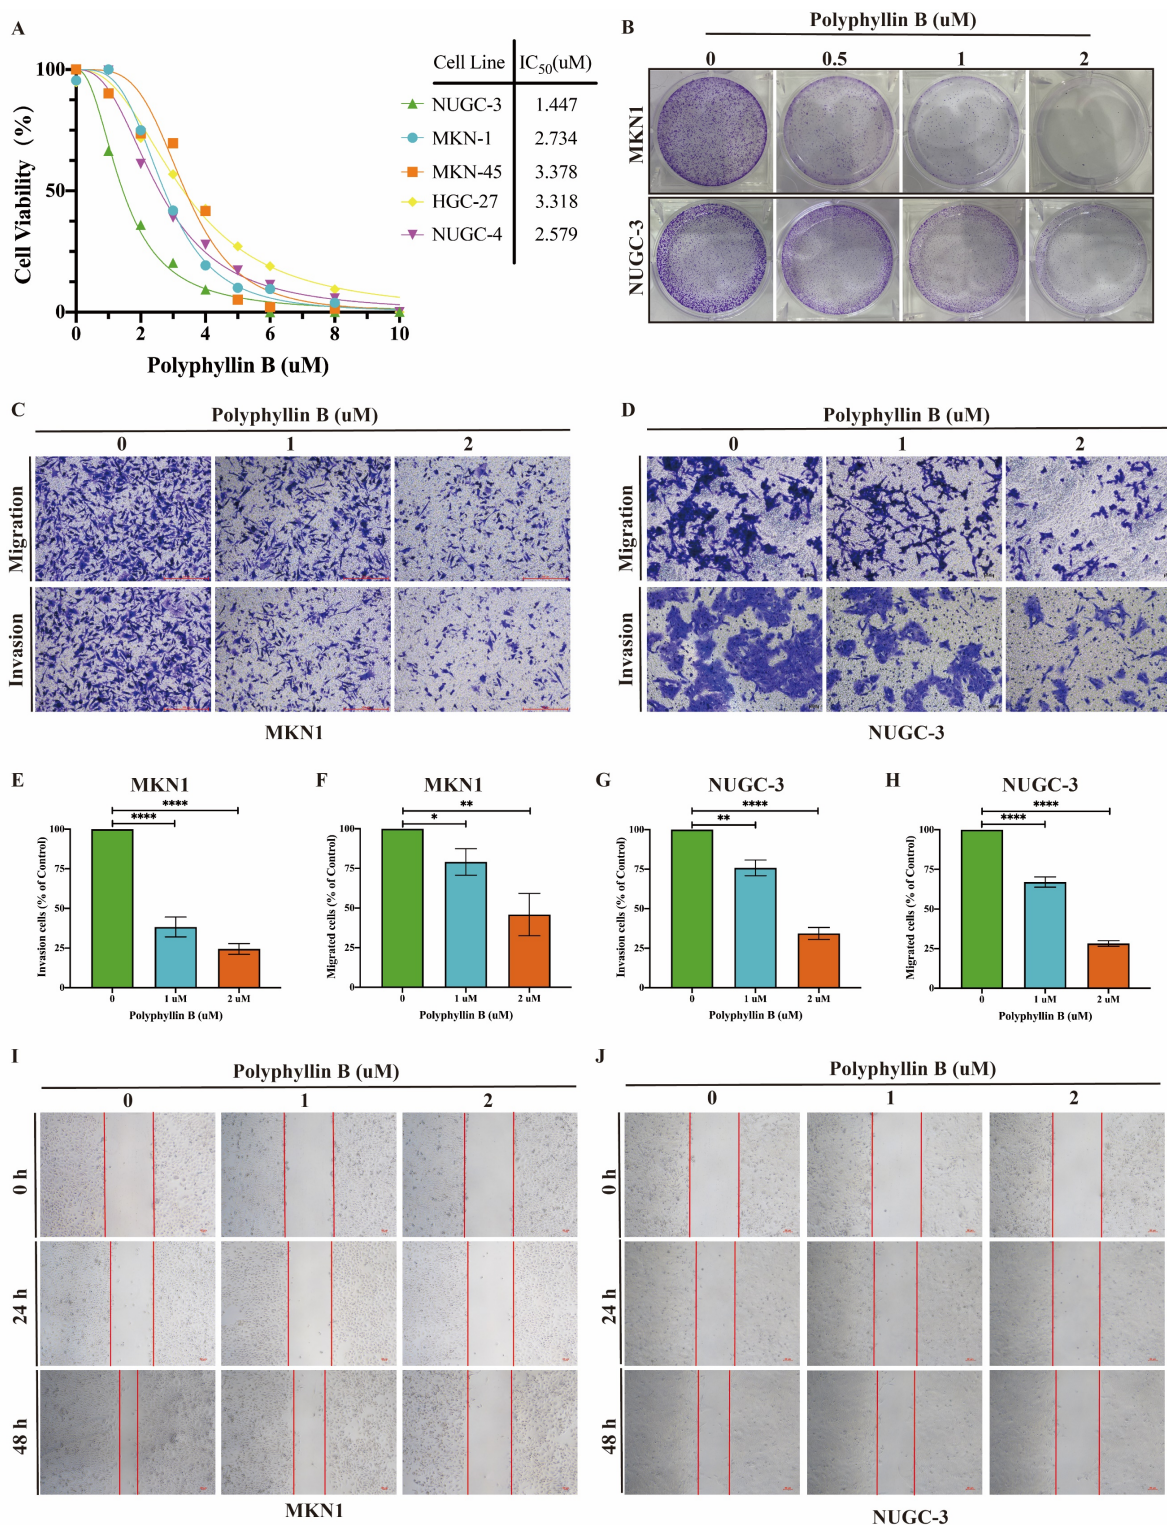 A
Cell Line IC50(uM)
NUGC-3 1.447
MKN-1 2.734
MKN-45 3.378
HGC-27 3.318
NUGC-4 2.579
Cell Viability (%)
100
50
0
0 2 4 6 8 10
Polyphyllin B (uM)
B
Polyphyllin B (uM)
0 0.5 1 2
MKN1
NUGC-3
C
Polyphyllin B (uM)
0 1 2
Migration
Invasion
MKN1
D
Polyphyllin B (uM)
0 1 2
Migration
Invasion
NUGC-3
E
MKN1
****
****
Invasion cells (% of Control)
100
75
50
25
0
0 1 uM 2 uM
Polyphyllin B (uM)
F
MKN1
**
*
Migrated cells (% of Control)
100
75
50
25
0
0 1 uM 2 uM
Polyphyllin B (uM)
G
NUGC-3
****
**
Invasion cells (% of Control)
100
75
50
25
0
0 1 uM 2 uM
Polyphyllin B (uM)
H
NUGC-3
****
****
Migrated cells (% of Control)
100
75
50
25
0
0 1 uM 2 uM
Polyphyllin B (uM)
I
Polyphyllin B (uM)
0 1 2
0 h
24 h
48 h
MKN1
J
Polyphyllin B (uM)
0 1 2
0 h
24 h
48 h
NUGC-3